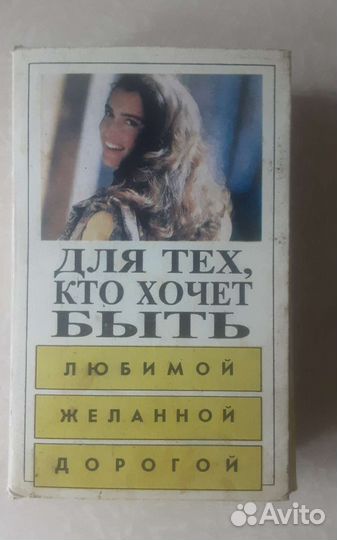 ДЛЯ ТЕХ,
КТО ХОЧЕТ
БЫТЬ
ЛЮБИМОЙ
ЖЕЛАННОЙ
ДОРОГОЙ
Avito